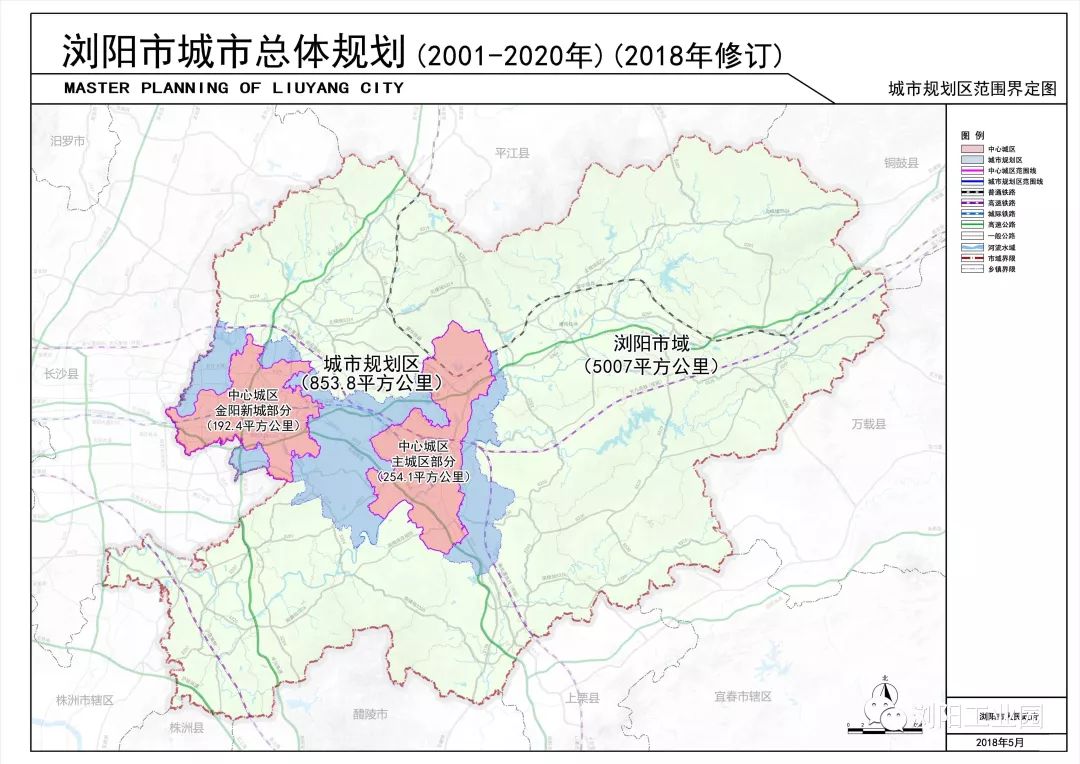 浏阳市城市总体规划(2001-2020年)(2018年修订)
MASTER PLANNING OF LIUYANG CITY
城市规划区范围界定图
图 例
中心城区
城市规划区
中心城区范围线
城市规划区范围线
普通铁路
高速铁路
城际铁路
高速公路
一般公路
河流水域
市域界限
乡镇界限
汨罗市
平江县
铜鼓县
长沙县
城市规划区
(853.8平方公里)
浏阳市域
(5007平方公里)
中心城区
金阳新城部分
(192.4平方公里)
中心城区
主城区部分
(254.1平方公里)
万载县
株洲市辖区
株洲县
醴陵市
上栗县
宜春市辖区
北
浏阳工业园
浏阳市人民政府
2018年5月